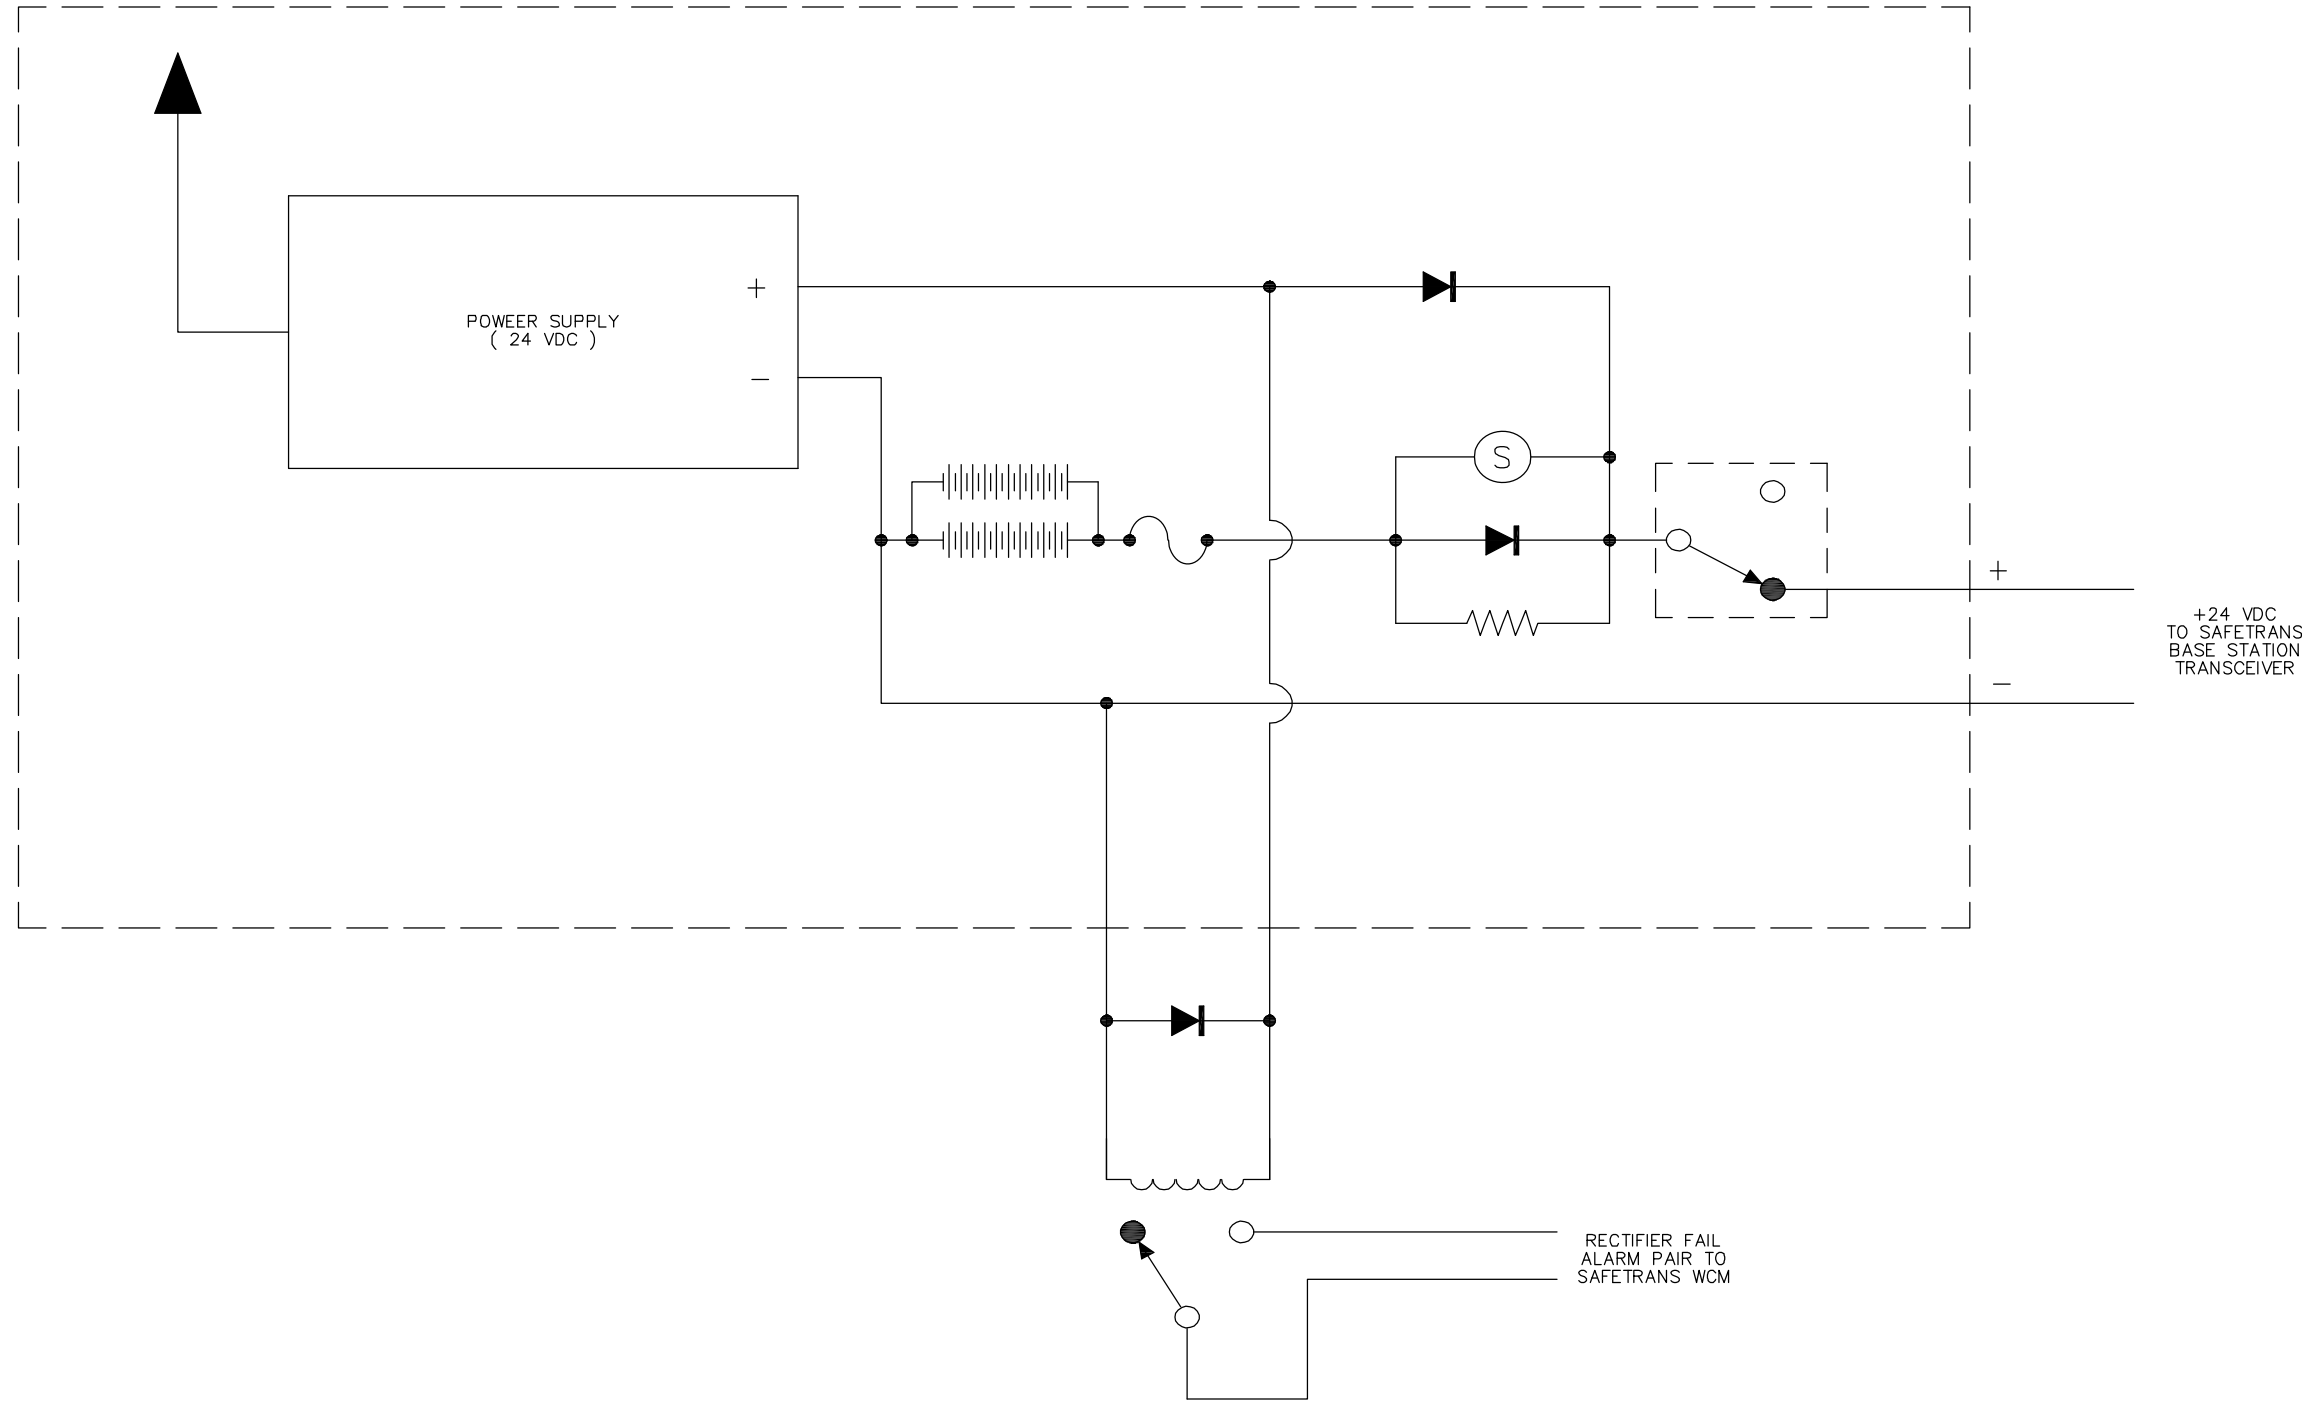 +
POWEER SUPPLY
( 24 VDC )
−
S
+
+24 VDC
TO SAFETRANS
BASE STATION
TRANSCEIVER
−
RECTIFIER FAIL
ALARM PAIR TO
SAFETRANS WCM